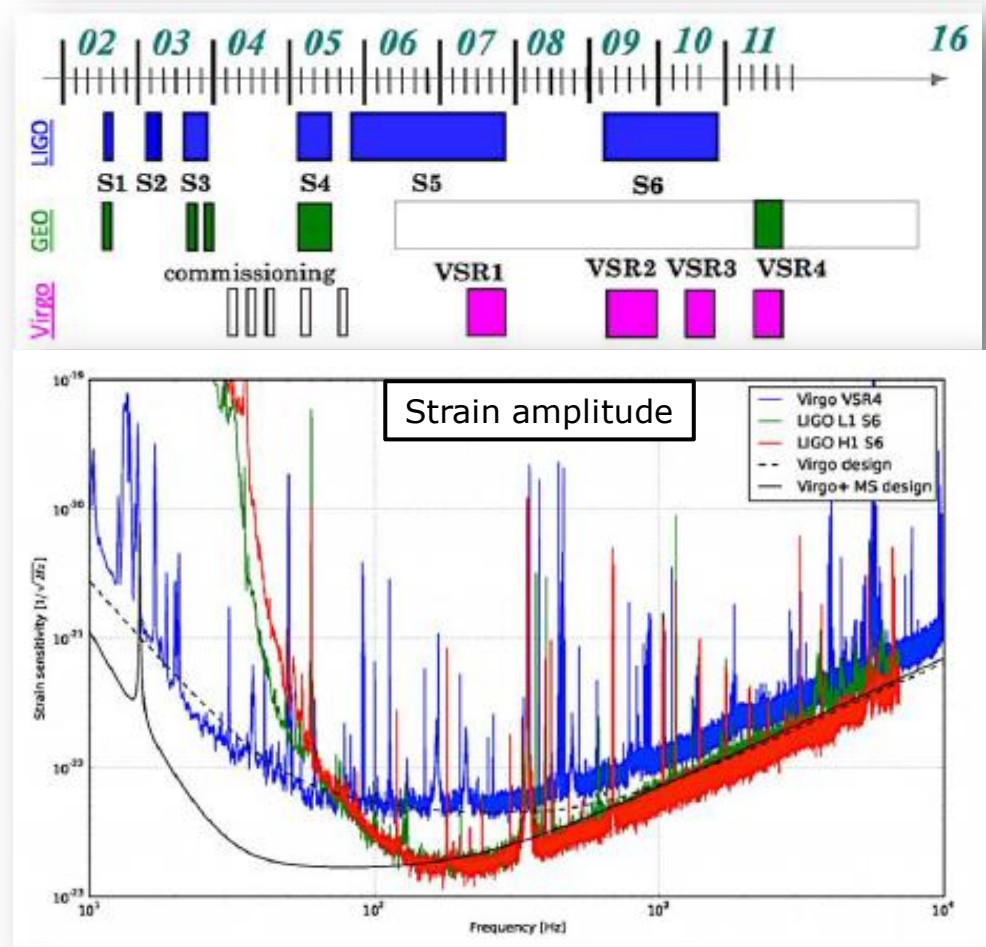 02 03 04 05 06 07 08 09 10 11 16
LIGO
S1 S2 S3 S4 S5 S6
GEO
commissioning VSR1 VSR2 VSR3 VSR4
Virgo
Strain amplitude
Virgo VSR4
LIGO L1 S6
LIGO H1 S6
Virgo design
Virgo+ MS design
Strain sensitivity [1/√Hz]
10⁻¹⁹
10⁻²¹
10⁻²²
10⁻²³
10¹ 10² 10³ 10⁴
Frequency [Hz]